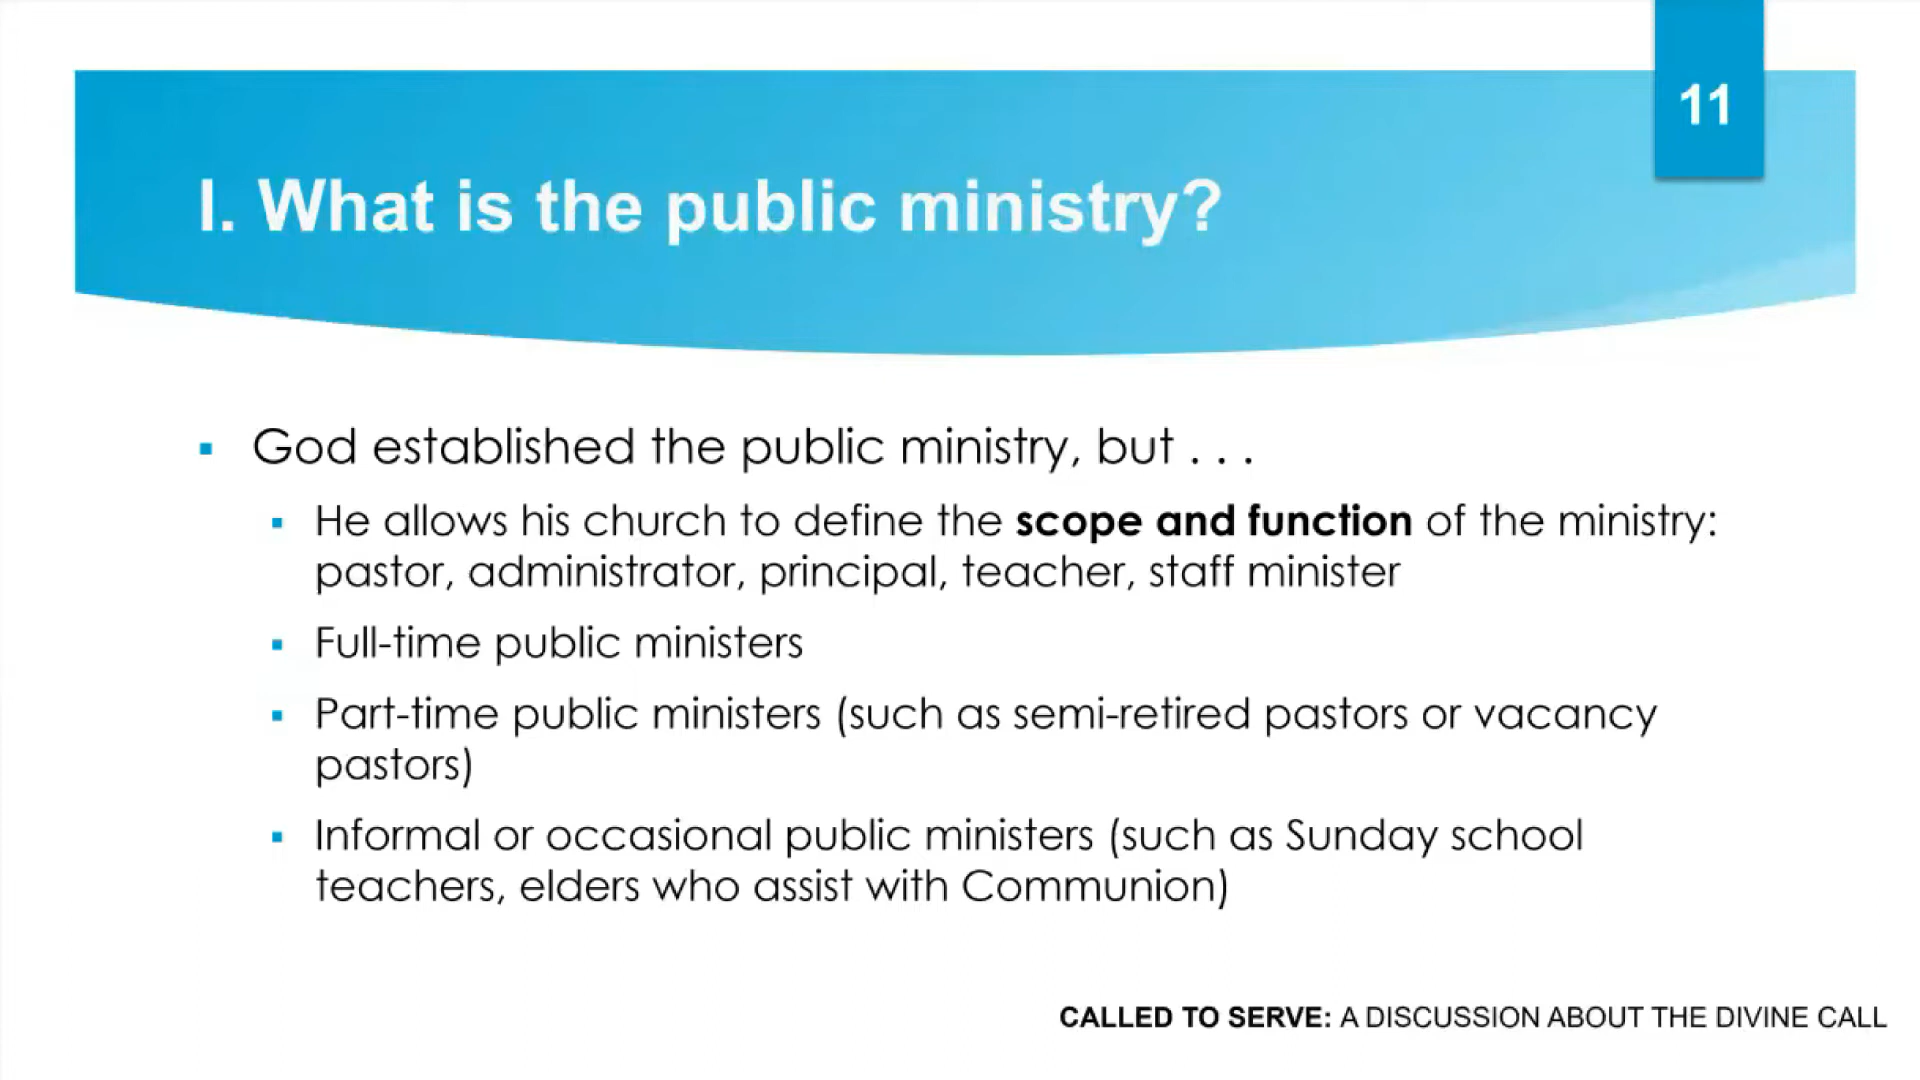 11
I. What is the public ministry?
▪ God established the public ministry, but . . .
▪ He allows his church to define the scope and function of the ministry:
pastor, administrator, principal, teacher, staff minister
▪ Full-time public ministers
▪ Part-time public ministers (such as semi-retired pastors or vacancy
pastors)
▪ Informal or occasional public ministers (such as Sunday school
teachers, elders who assist with Communion)
CALLED TO SERVE: A DISCUSSION ABOUT THE DIVINE CALL